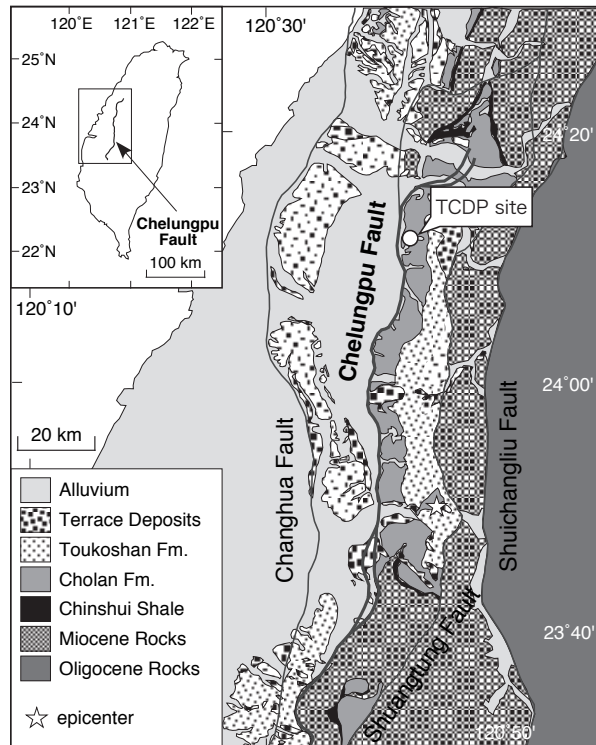 120˚E 121˚E 122˚E
25˚N
24˚N
23˚N
22˚N
Chelungpu
Fault
100 km
120˚30'
120˚10'
24˚20'
TCDP site
Chelungpu Fault
24˚00'
20 km
Changhua Fault
Shuichangliu Fault
Shuangtung Fault
23˚40'
120˚50'
Alluvium
Terrace Deposits
Toukoshan Fm.
Cholan Fm.
Chinshui Shale
Miocene Rocks
Oligocene Rocks
epicenter